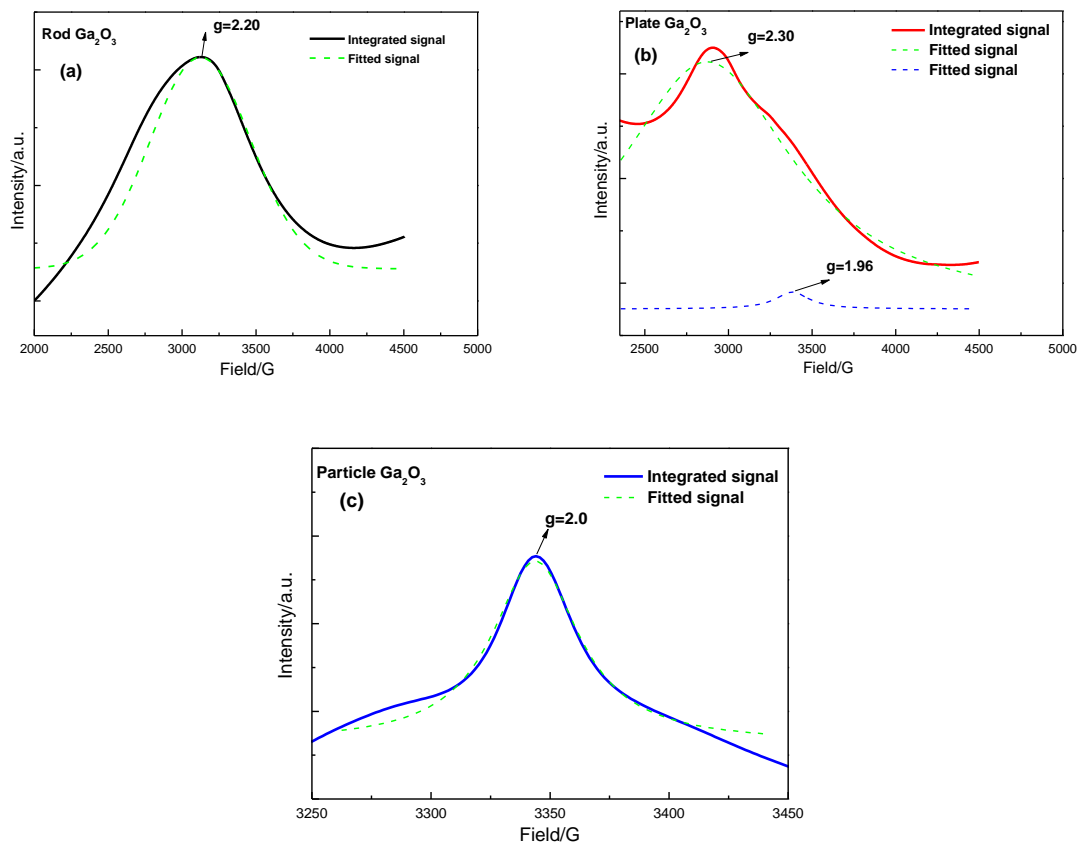 Rod Ga₂O₃
(a)
g=2.20
Integrated signal
Fitted signal
Intensity/a.u.
2000 2500 3000 3500 4000 4500 5000
Field/G
Plate Ga₂O₃
(b)
g=2.30
Integrated signal
Fitted signal
Fitted signal
g=1.96
Intensity/a.u.
2500 3000 3500 4000 4500 5000
Field/G
Particle Ga₂O₃
(c)
g=2.0
Integrated signal
Fitted signal
Intensity/a.u.
3250 3300 3350 3400 3450
Field/G